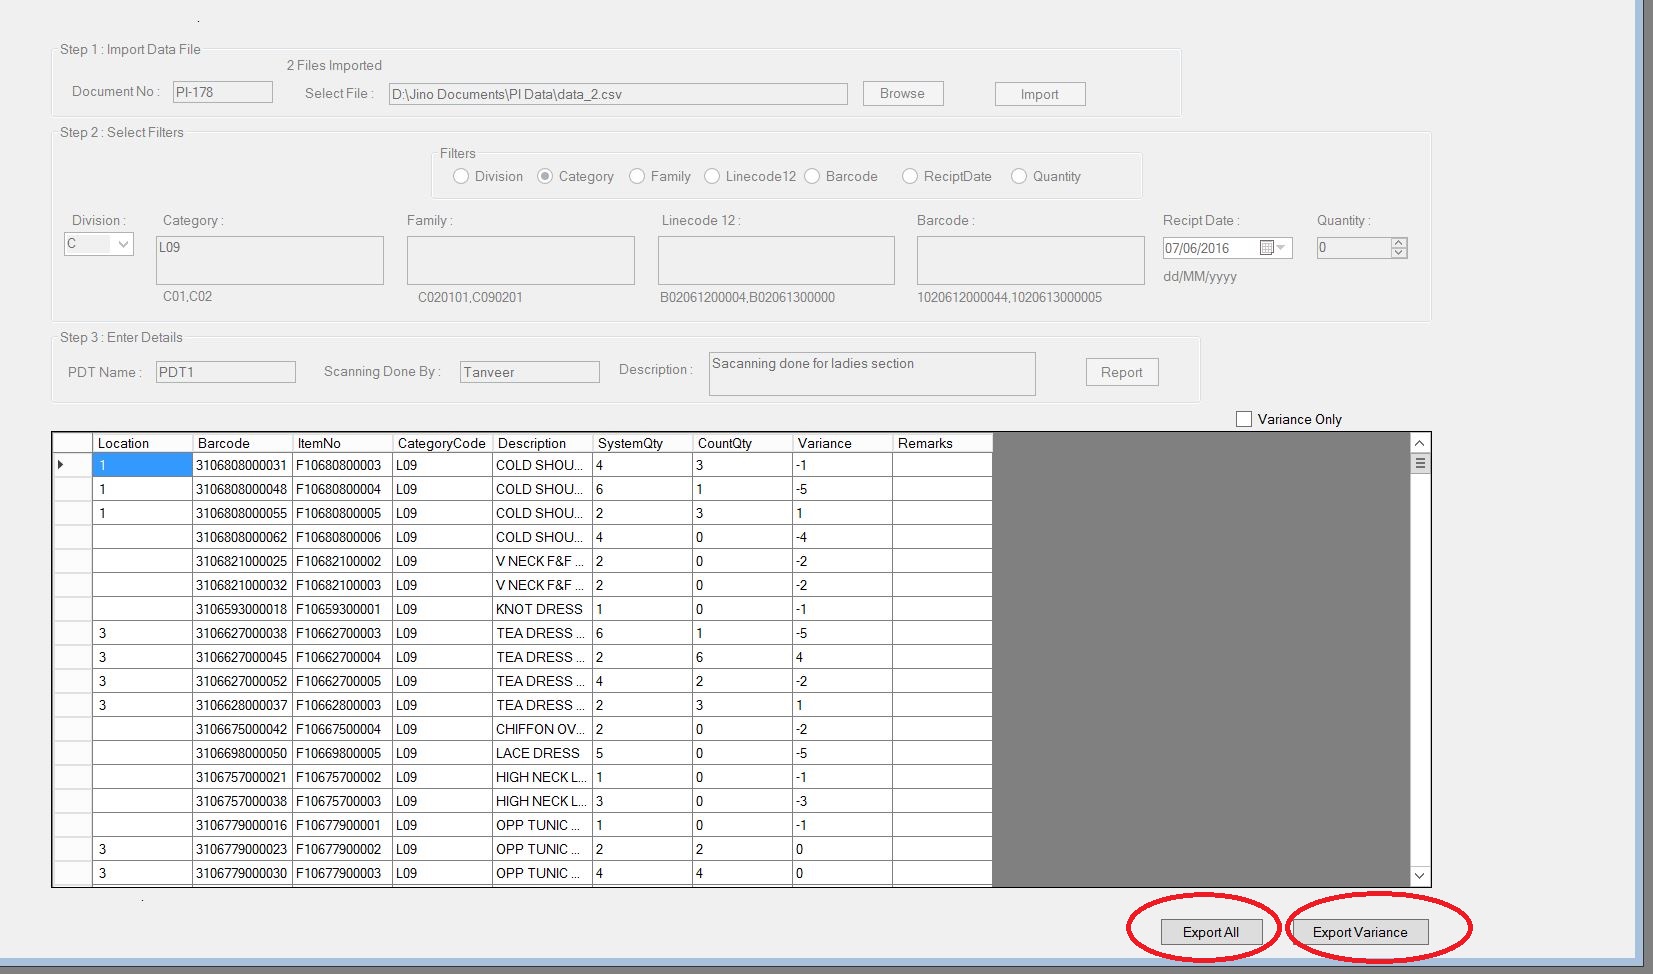 Step 1 : Import Data File
2 Files Imported
Document No : PI-178 Select File : D:\Jino Documents\PI Data\data_2.csv Browse Import
Step 2 : Select Filters
Filters
Division Category Family Linecode12 Barcode ReciptDate Quantity
Division : Category : Family : Linecode 12 : Barcode : Recipt Date : Quantity :
C L09 07/06/2016 0
dd/MM/yyyy
C01,C02 C020101,C090201 B02061200004,B02061300000 1020612000044,1020613000005
Step 3 : Enter Details
PDT Name : PDT1 Scanning Done By : Tanveer Description : Sacanning done for ladies section Report
Variance Only
Location Barcode ItemNo CategoryCode Description SystemQty CountQty Variance Remarks
1 3106808000031 F10680800003 L09 COLD SHOU... 4 3 -1
1 3106808000048 F10680800004 L09 COLD SHOU... 6 1 -5
1 3106808000055 F10680800005 L09 COLD SHOU... 2 3 1
3106808000062 F10680800006 L09 COLD SHOU... 4 0 -4
3106821000025 F10682100002 L09 V NECK F&F ... 2 0 -2
3106821000032 F10682100003 L09 V NECK F&F ... 2 0 -2
3106593000018 F10659300001 L09 KNOT DRESS 1 0 -1
3 3106627000038 F10662700003 L09 TEA DRESS ... 6 1 -5
3 3106627000045 F10662700004 L09 TEA DRESS ... 2 6 4
3 3106627000052 F10662700005 L09 TEA DRESS ... 4 2 -2
3 3106628000037 F10662800003 L09 TEA DRESS ... 2 3 1
3106675000042 F10667500004 L09 CHIFFON OV... 2 0 -2
3106698000050 F10669800005 L09 LACE DRESS 5 0 -5
3106757000021 F10675700002 L09 HIGH NECK L... 1 0 -1
3106757000038 F10675700003 L09 HIGH NECK L... 3 0 -3
3106779000016 F10677900001 L09 OPP TUNIC ... 1 0 -1
3 3106779000023 F10677900002 L09 OPP TUNIC ... 2 2 0
3 3106779000030 F10677900003 L09 OPP TUNIC ... 4 4 0
Export All Export Variance